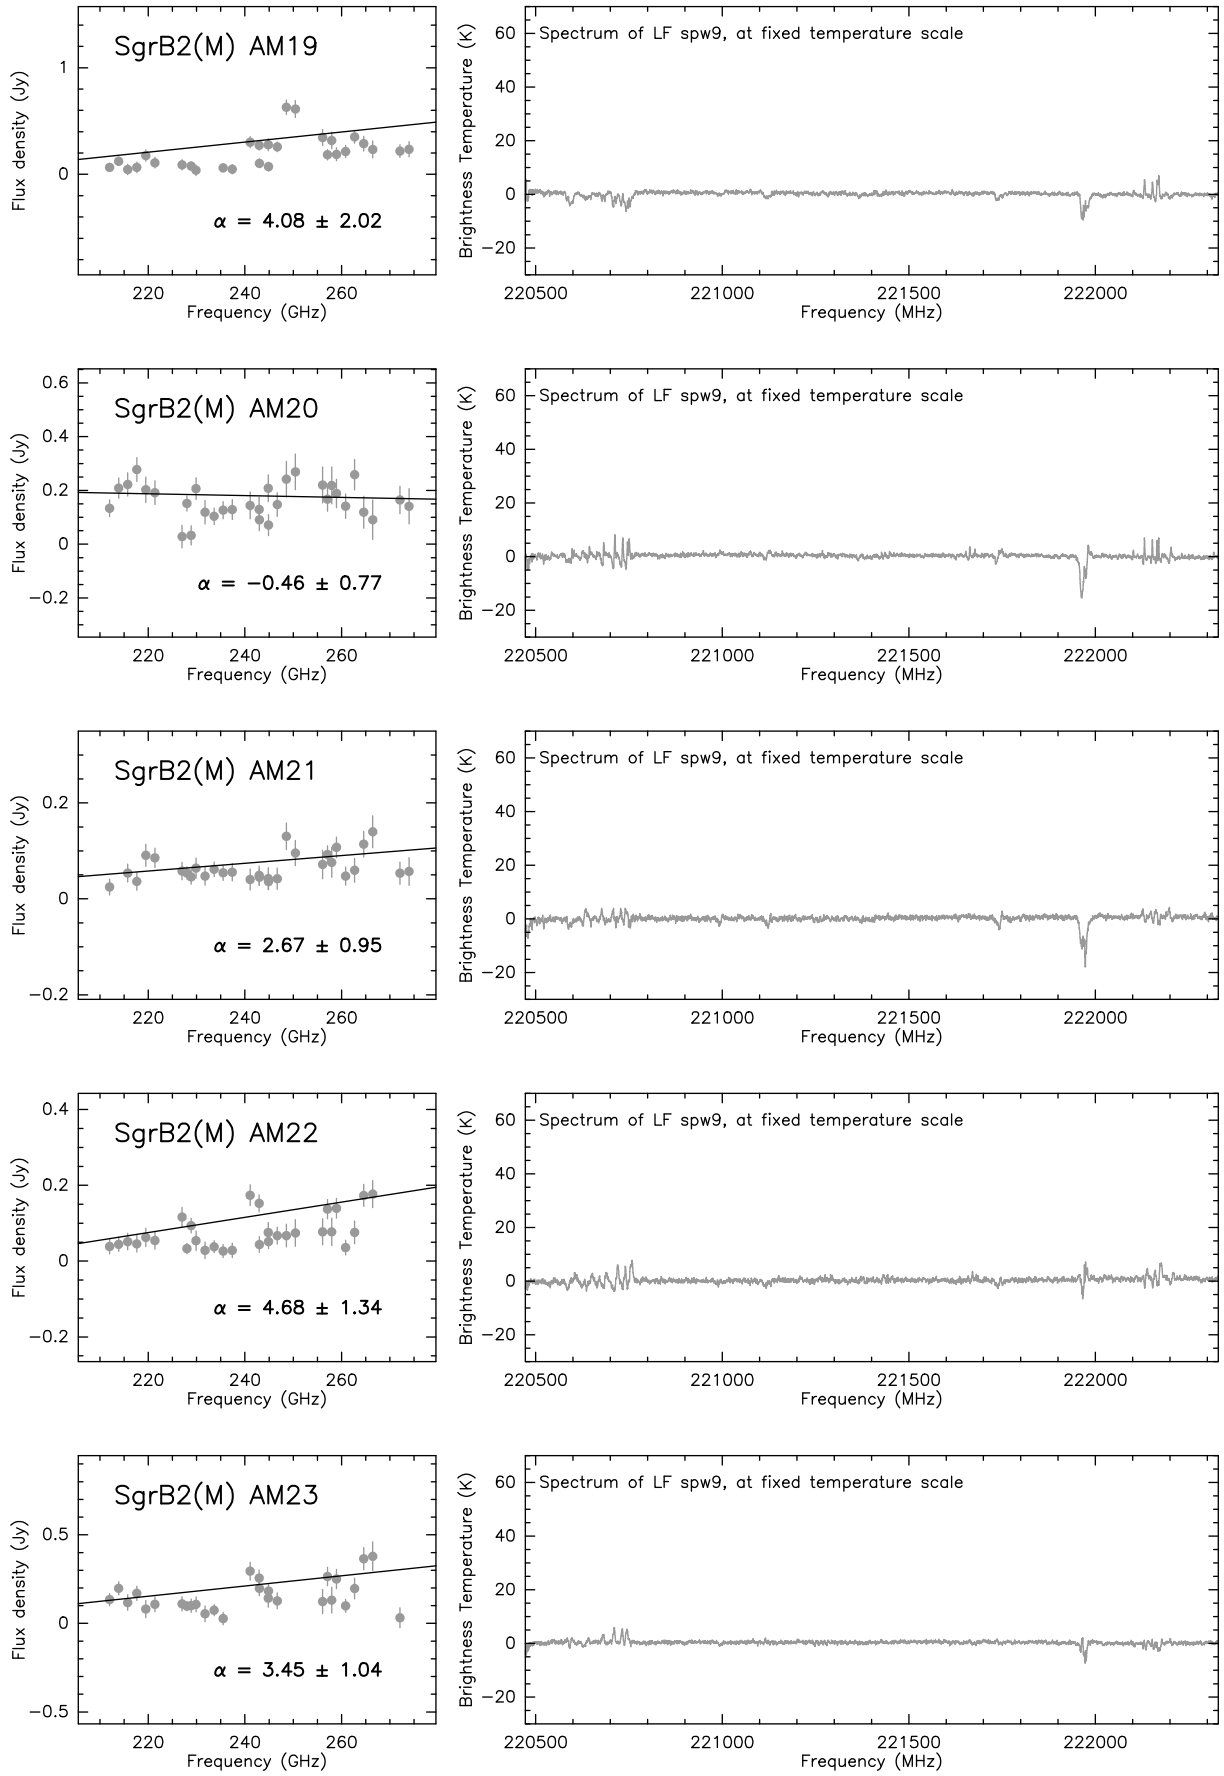 SgrB2(M) AM19
1
0
Flux density (Jy)
α = 4.08 ± 2.02
220 240 260
Frequency (GHz)
Spectrum of LF spw9, at fixed temperature scale
60
40
20
0
−20
Brightness Temperature (K)
220500 221000 221500 222000
Frequency (MHz)
SgrB2(M) AM20
0.6
0.4
0.2
0
−0.2
Flux density (Jy)
α = −0.46 ± 0.77
220 240 260
Frequency (GHz)
Spectrum of LF spw9, at fixed temperature scale
60
40
20
0
−20
Brightness Temperature (K)
220500 221000 221500 222000
Frequency (MHz)
SgrB2(M) AM21
0.2
0
−0.2
Flux density (Jy)
α = 2.67 ± 0.95
220 240 260
Frequency (GHz)
Spectrum of LF spw9, at fixed temperature scale
60
40
20
0
−20
Brightness Temperature (K)
220500 221000 221500 222000
Frequency (MHz)
SgrB2(M) AM22
0.4
0.2
0
−0.2
Flux density (Jy)
α = 4.68 ± 1.34
220 240 260
Frequency (GHz)
Spectrum of LF spw9, at fixed temperature scale
60
40
20
0
−20
Brightness Temperature (K)
220500 221000 221500 222000
Frequency (MHz)
SgrB2(M) AM23
0.5
0
−0.5
Flux density (Jy)
α = 3.45 ± 1.04
220 240 260
Frequency (GHz)
Spectrum of LF spw9, at fixed temperature scale
60
40
20
0
−20
Brightness Temperature (K)
220500 221000 221500 222000
Frequency (MHz)